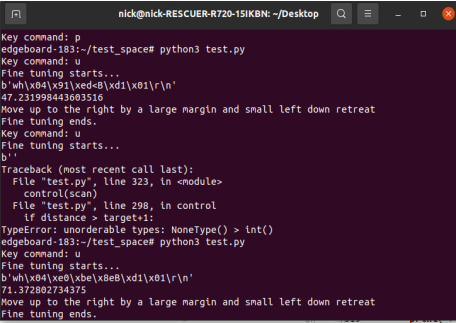 nick@nick-RESCUER-R720-15IKBN: ~/Desktop
Key command: p
edgeboard-183:~/test_space# python3 test.py
Key command: u
Fine tuning starts...
b'wh\x04\x91\xed<B\xd1\x01\r\n'
47.231998443603516
Move up to the right by a large margin and small left down retreat
Fine tuning ends.
Key command: u
Fine tuning starts...
b''
Traceback (most recent call last):
  File "test.py", line 323, in <module>
    control(scan)
  File "test.py", line 298, in control
    if distance > target+1:
TypeError: unorderable types: NoneType() > int()
edgeboard-183:~/test_space# python3 test.py
Key command: u
Fine tuning starts...
b'wh\x04\xe0\xbe\x8eB\xd1\x01\r\n'
71.372802734375
Move up to the right by a large margin and small left down retreat
Fine tuning ends.